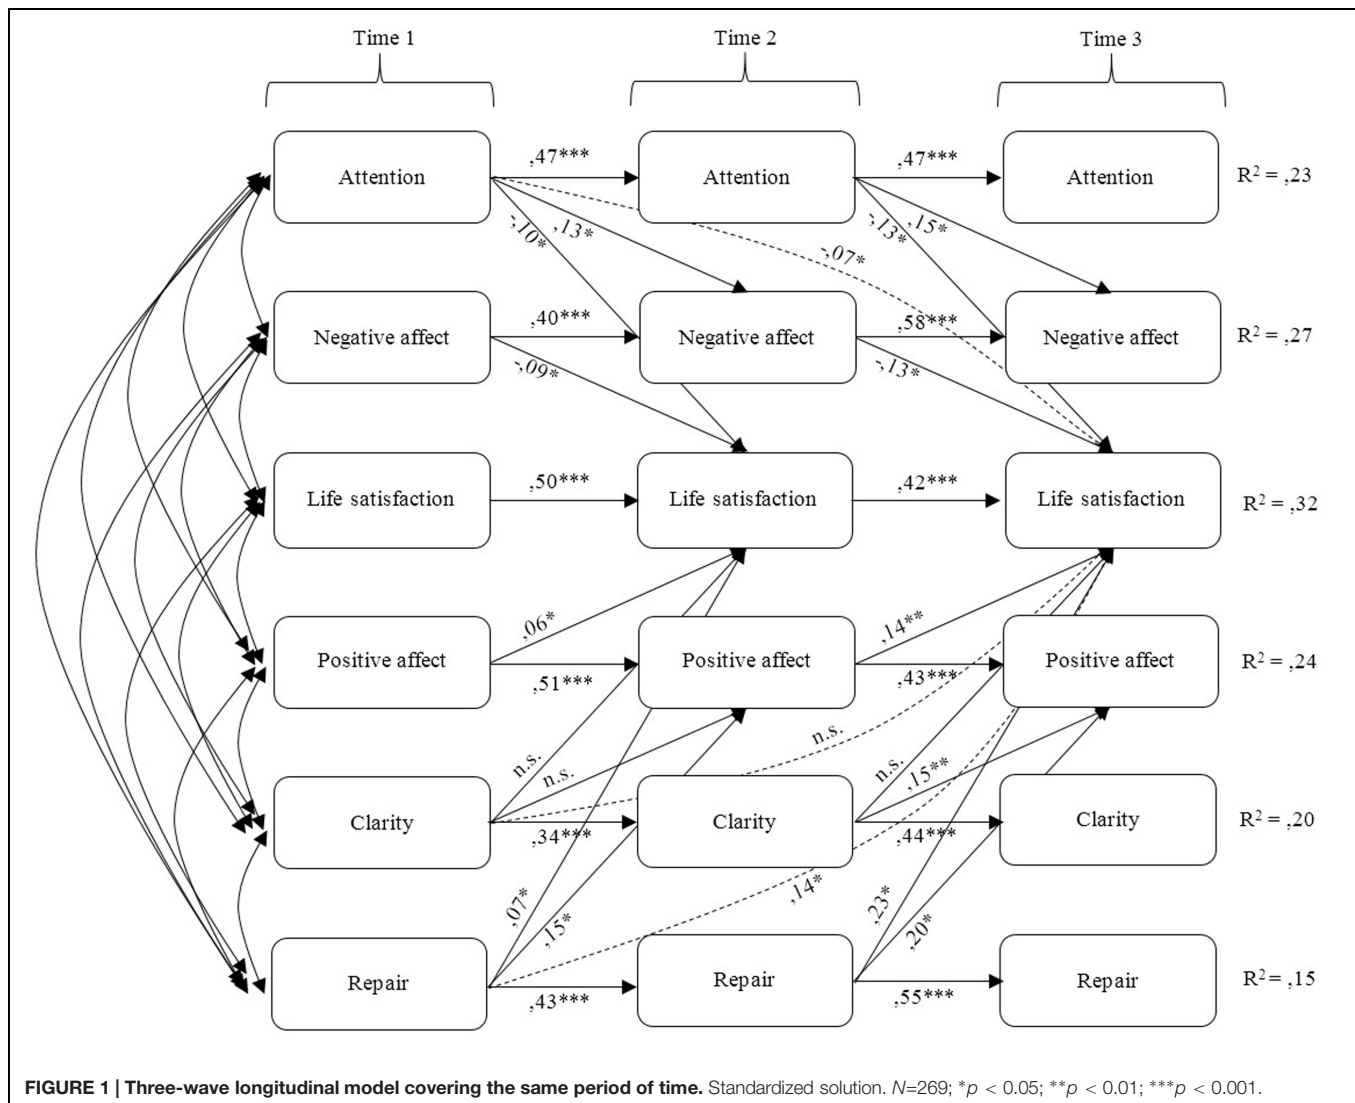 Time 1
Time 2
Time 3
Attention
,47***
Attention
,47***
Attention
R² = ,23
-,10*
,13*
-,07*
-,13*
,15*
Negative affect
,40***
Negative affect
,58***
Negative affect
R² = ,27
-,09*
-,13*
Life satisfaction
,50***
Life satisfaction
,42***
Life satisfaction
R² = ,32
,06*
,14**
Positive affect
,51***
Positive affect
,43***
Positive affect
R² = ,24
n.s.
n.s.
n.s.
n.s.
,15**
Clarity
,34***
Clarity
,44***
Clarity
R² = ,20
,07*
,15*
,14*
,23*
,20*
Repair
,43***
Repair
,55***
Repair
R² = ,15
FIGURE 1 | Three-wave longitudinal model covering the same period of time. Standardized solution. N=269; *p < 0.05; **p < 0.01; ***p < 0.001.